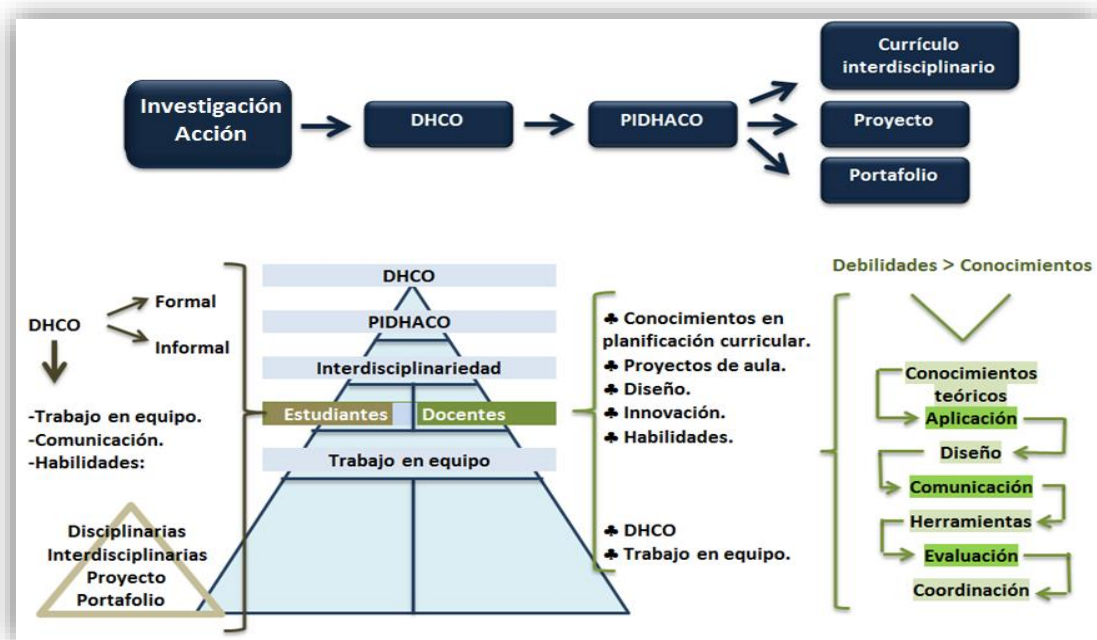 Investigación
Acción
DHCO
PIDHACO
Currículo
interdisciplinario
Proyecto
Portafolio
DHCO
Formal
Informal
-Trabajo en equipo.
-Comunicación.
-Habilidades:
Disciplinarias
Interdisciplinarias
Proyecto
Portafolio
DHCO
PIDHACO
Interdisciplinariedad
Estudiantes Docentes
Trabajo en equipo
♣ Conocimientos en
planificación curricular.
♣ Proyectos de aula.
♣ Diseño.
♣ Innovación.
♣ Habilidades.
♣ DHCO
♣ Trabajo en equipo.
Debilidades > Conocimientos
Conocimientos
teóricos
Aplicación
Diseño
Comunicación
Herramientas
Evaluación
Coordinación